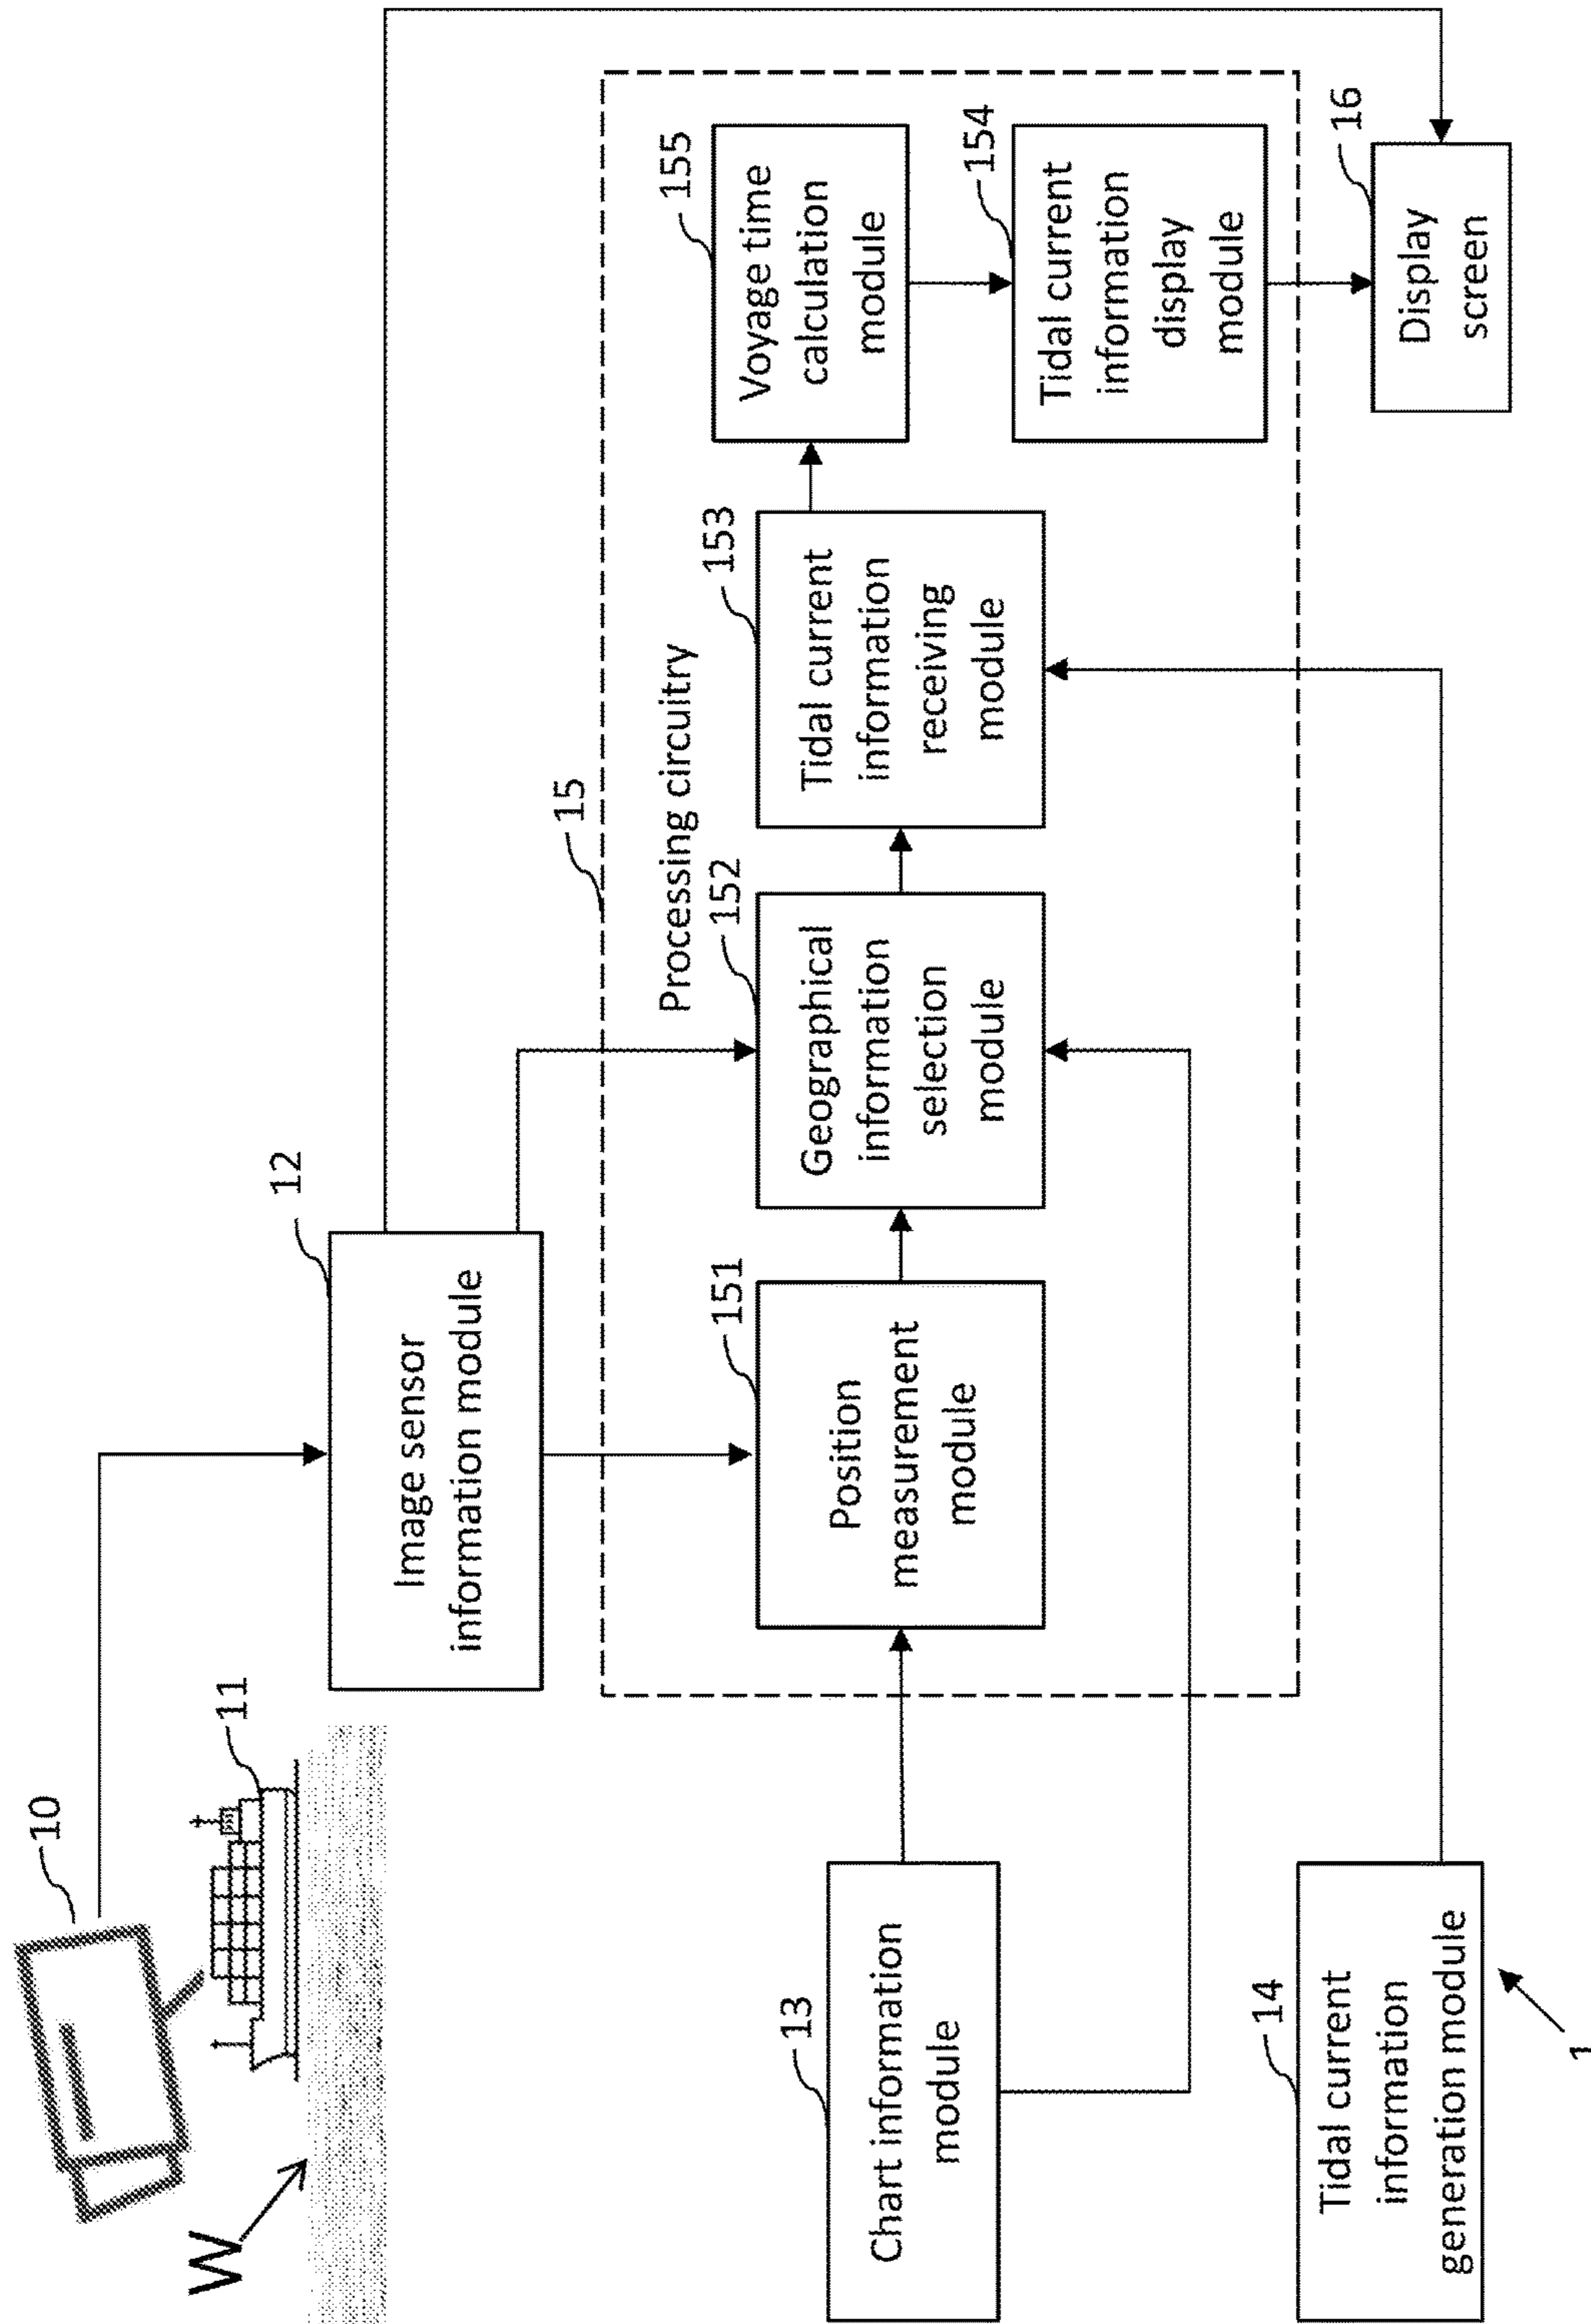 10
W
11
12
Image sensor
information module
15
Processing circuitry
13
Chart information
module
151
Position
measurement
module
152
Geographical
information
selection
module
153
Tidal current
information
receiving
module
155
Voyage time
calculation
module
154
Tidal current
information
display
module
14
Tidal current
information
generation module
16
Display
screen
1